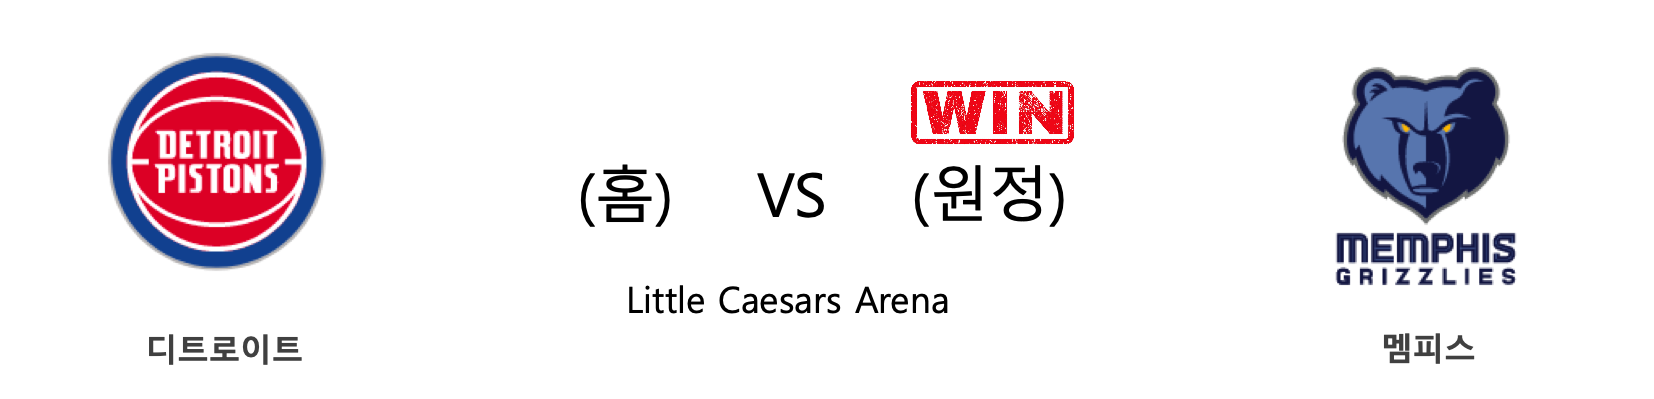 DETROIT
PISTONS
WIN
(홈) VS (원정)
MEMPHIS
GRIZZLIES
Little Caesars Arena
디트로이트
멤피스